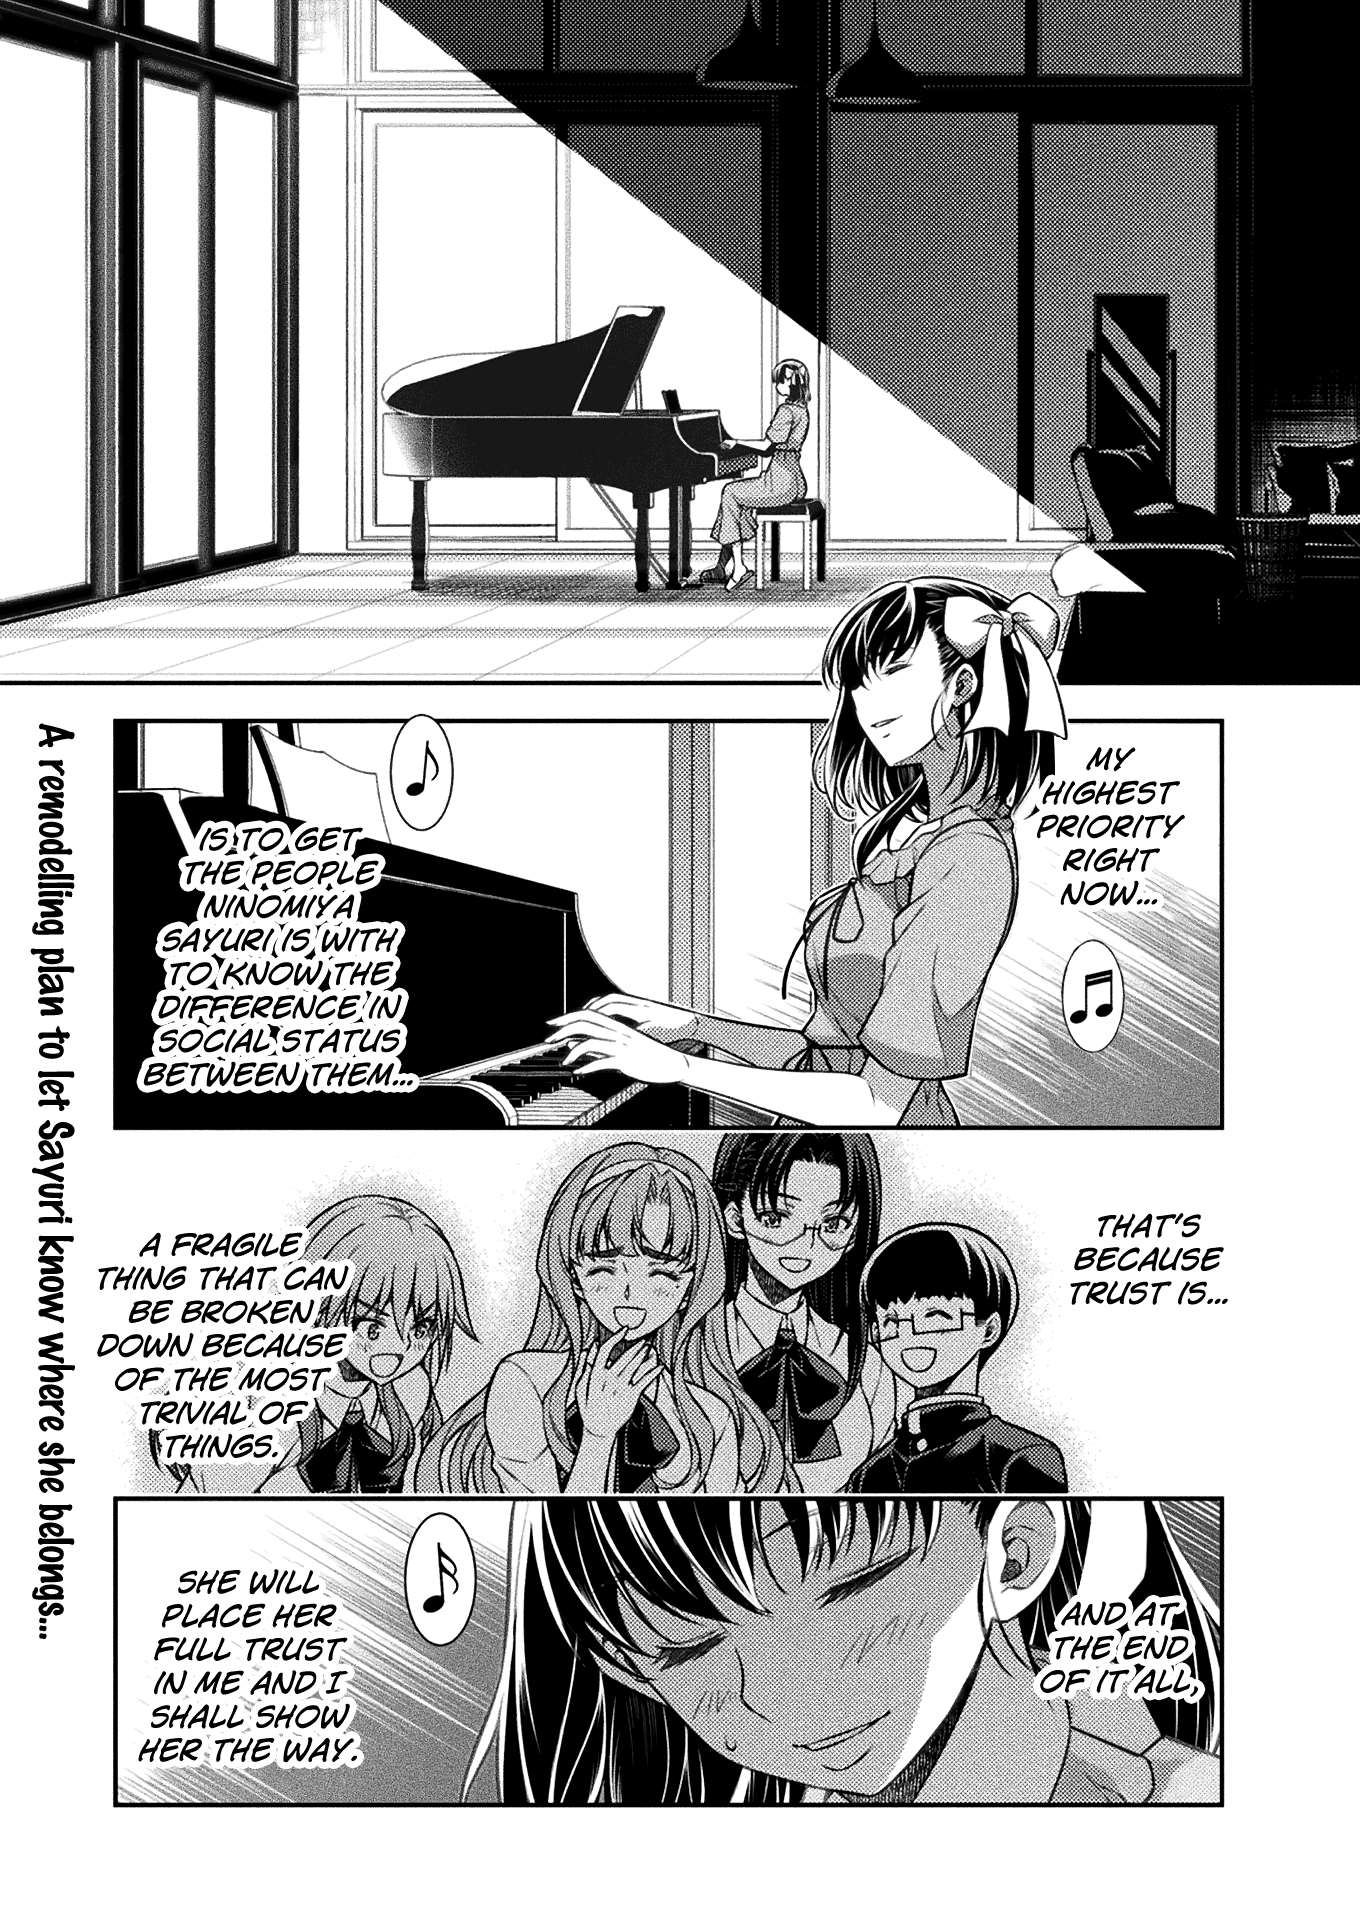 MY
HIGHEST
PRIORITY
RIGHT
NOW...
IS TO GET
THE PEOPLE
NINOMIYA
SAYURI IS WITH
TO KNOW THE
DIFFERENCE IN
SOCIAL STATUS
BETWEEN THEM...
THAT'S
BECAUSE
TRUST IS...
A FRAGILE
THING THAT CAN
BE BROKEN
DOWN BECAUSE
OF THE MOST
TRIVIAL OF
THINGS.
AND AT
THE END
OF IT ALL,
SHE WILL
PLACE HER
FULL TRUST
IN ME AND I
SHALL SHOW
HER THE WAY.
A remodelling plan to let Sayuri know where she belongs...